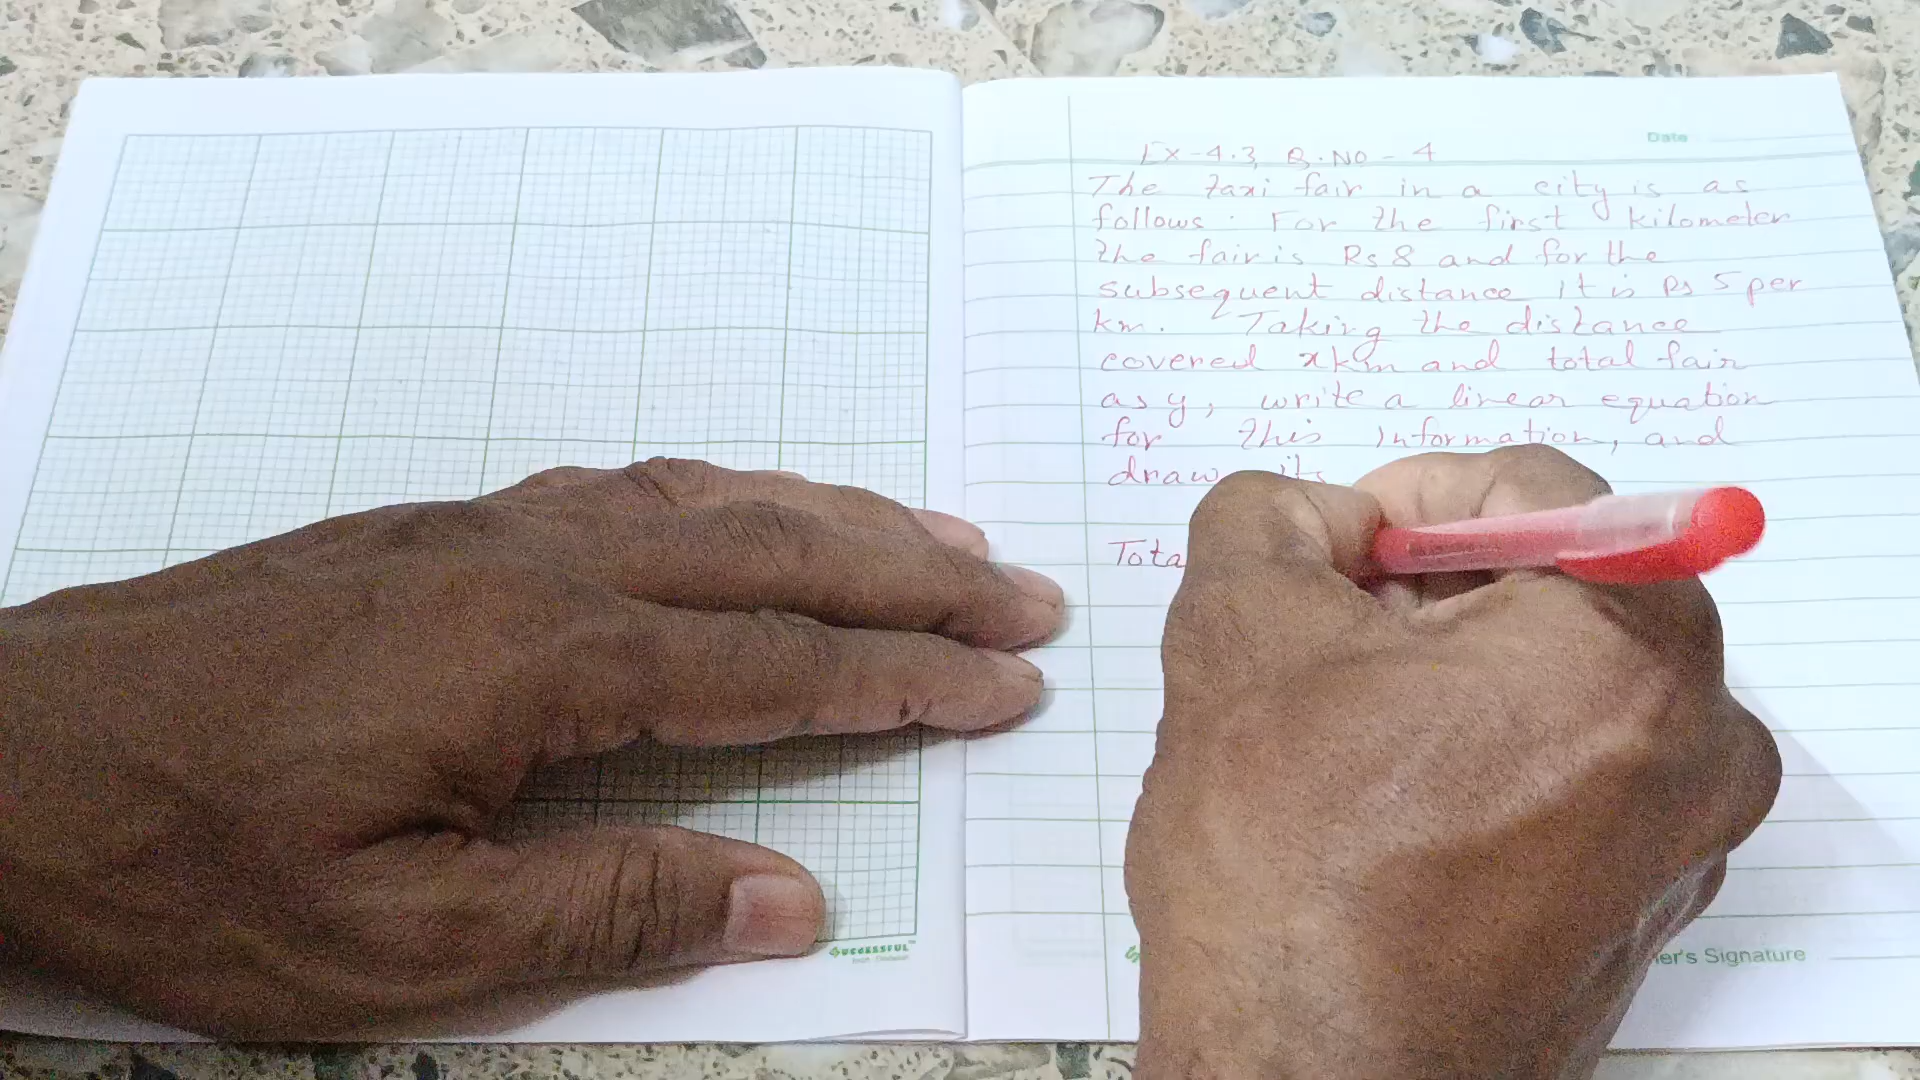 Date
Ex-4.3, Q.NO - 4
The taxi fair in a city is as
follows: For the first kilometer
the fair is Rs 8 and for the
subsequent distance it is Rs 5 per
km. Taking the distance
covered x km and total fair
as y, write a linear equation
for this information, and
draw its
Tota
SUCCESSFUL™
er's Signature